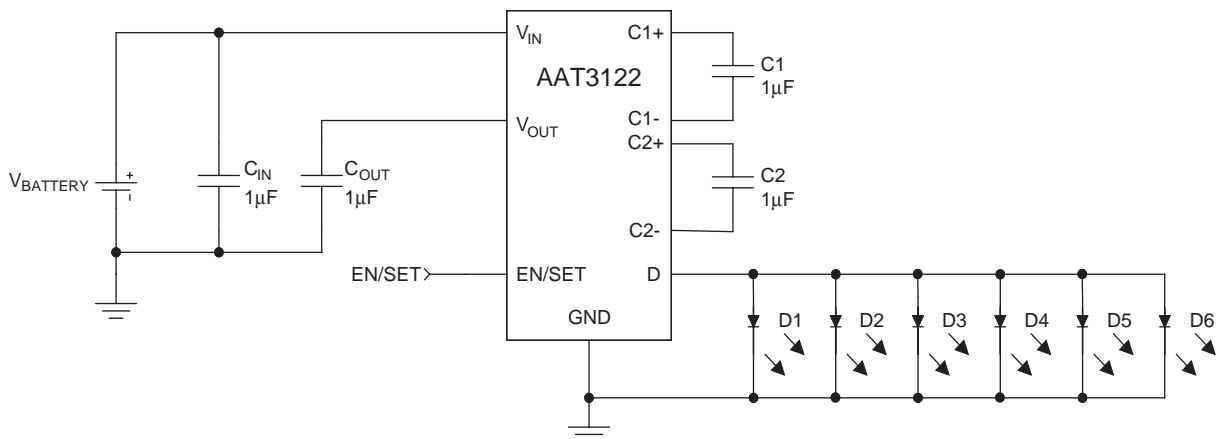 V_IN
C1+
AAT3122
C1
1μF
V_OUT
C1-
C2+
V_BATTERY
+
-
C_IN
1μF
C_OUT
1μF
C2
1μF
C2-
EN/SET
EN/SET
D
GND
D1
D2
D3
D4
D5
D6